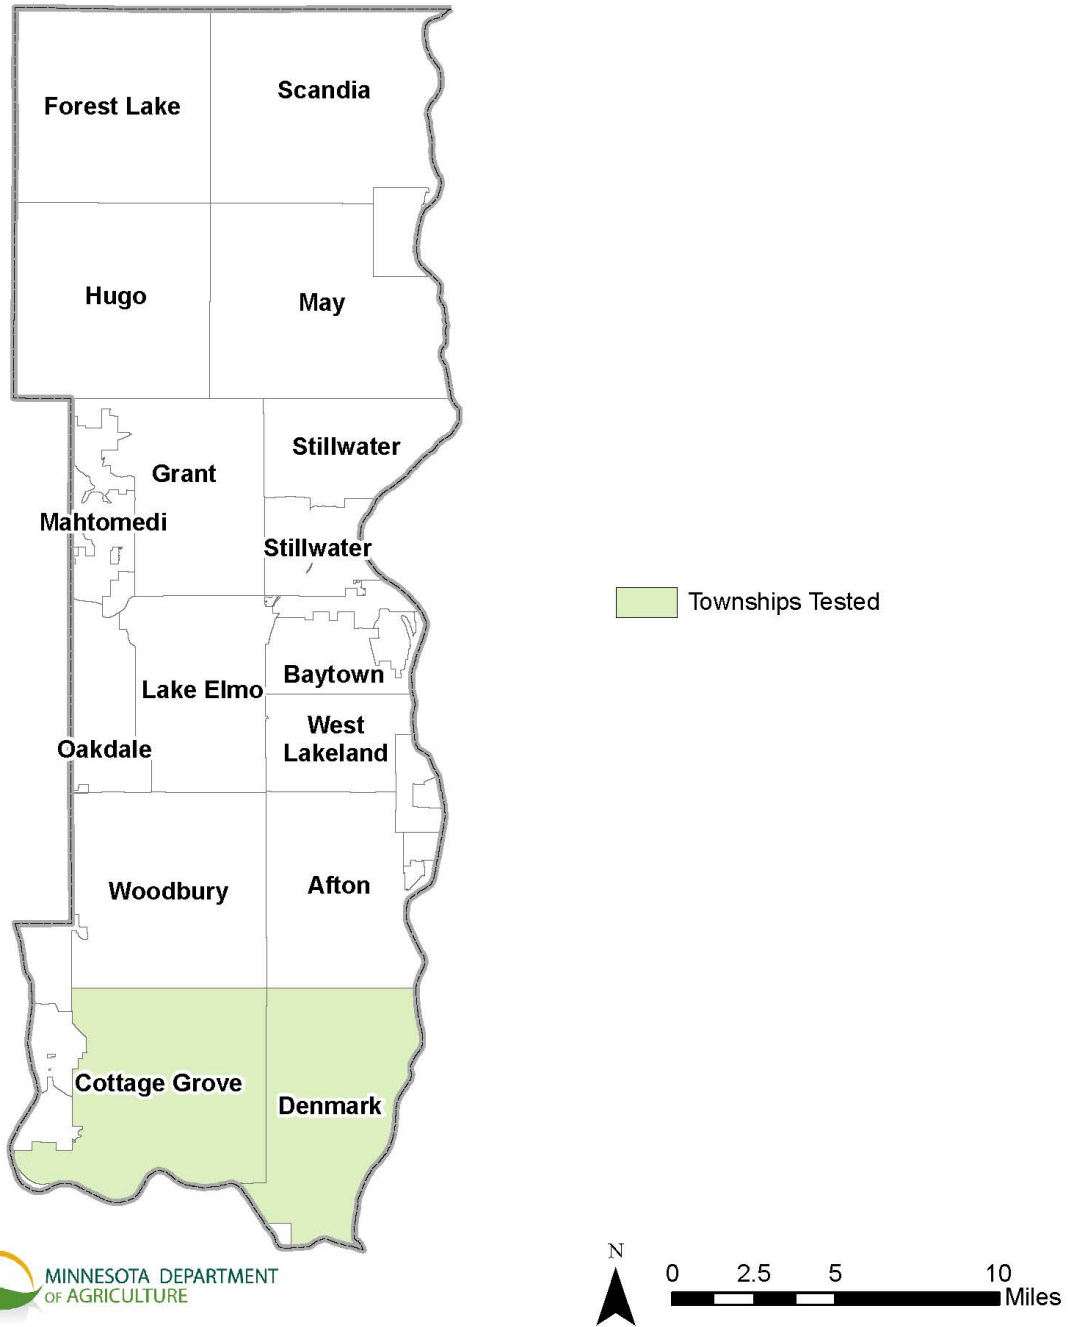 Scandia
Forest Lake
Hugo
May
Stillwater
Grant
Mahtomedi
Stillwater
Townships Tested
Baytown
Lake Elmo
West
Lakeland
Oakdale
Afton
Woodbury
Cottage Grove
Denmark
MINNESOTA DEPARTMENT
OF AGRICULTURE
N
0 2.5 5 10
Miles